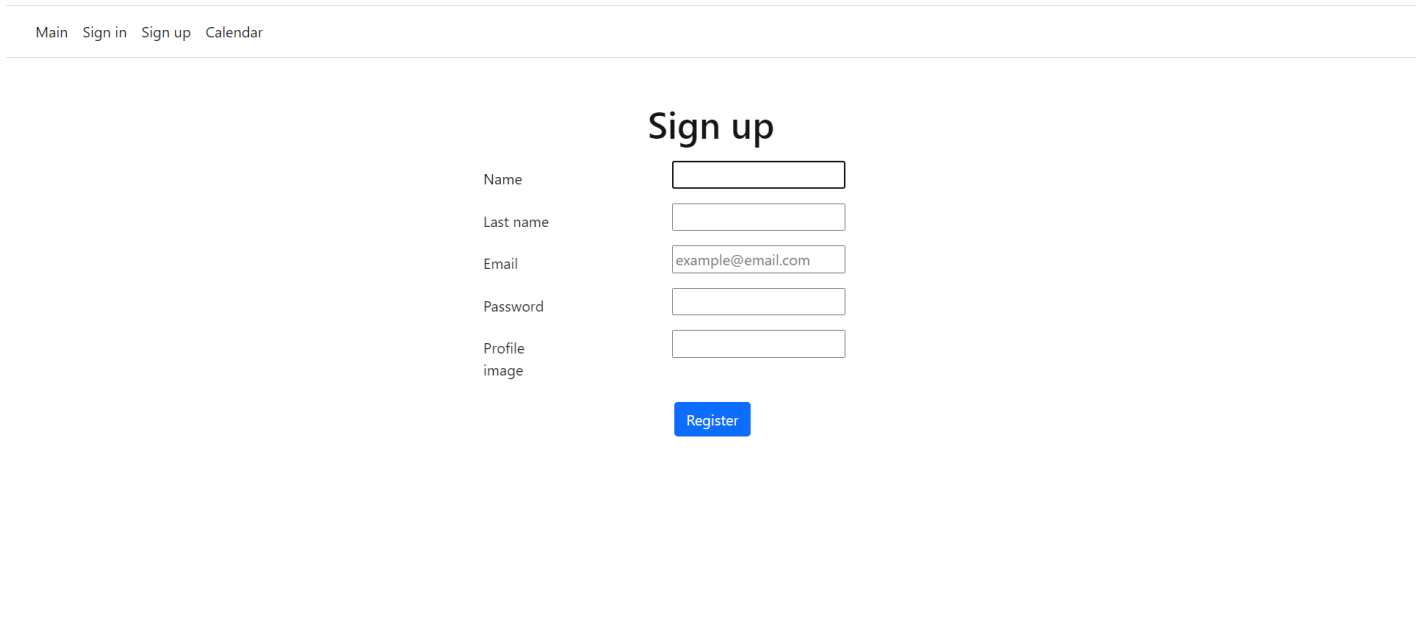 Main Sign in Sign up Calendar
Sign up
Name
Last name
Email example@email.com
Password
Profile
image
Register